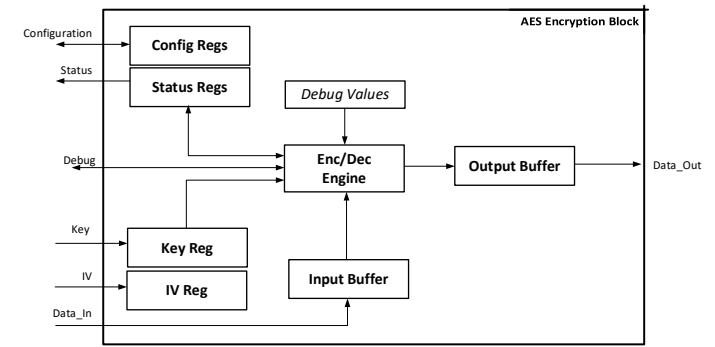 AES Encryption Block
Configuration
Config Regs
Status
Status Regs
Debug Values
Debug
Enc/Dec
Engine
Output Buffer
Data_Out
Key
Key Reg
IV
IV Reg
Input Buffer
Data_In